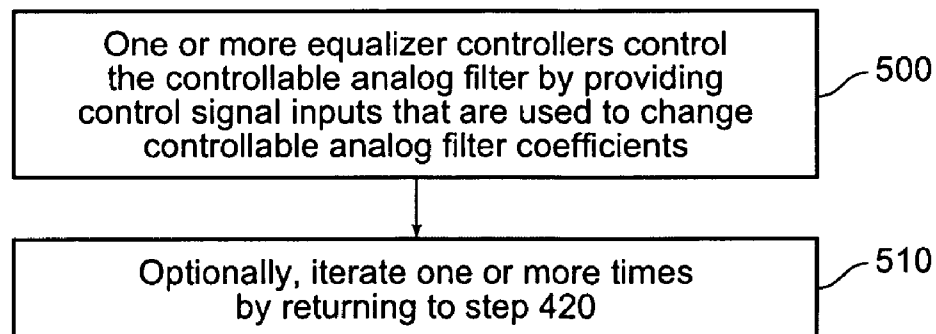 One or more equalizer controllers control
the controllable analog filter by providing
control signal inputs that are used to change
controllable analog filter coefficients
500
Optionally, iterate one or more times
by returning to step 420
510